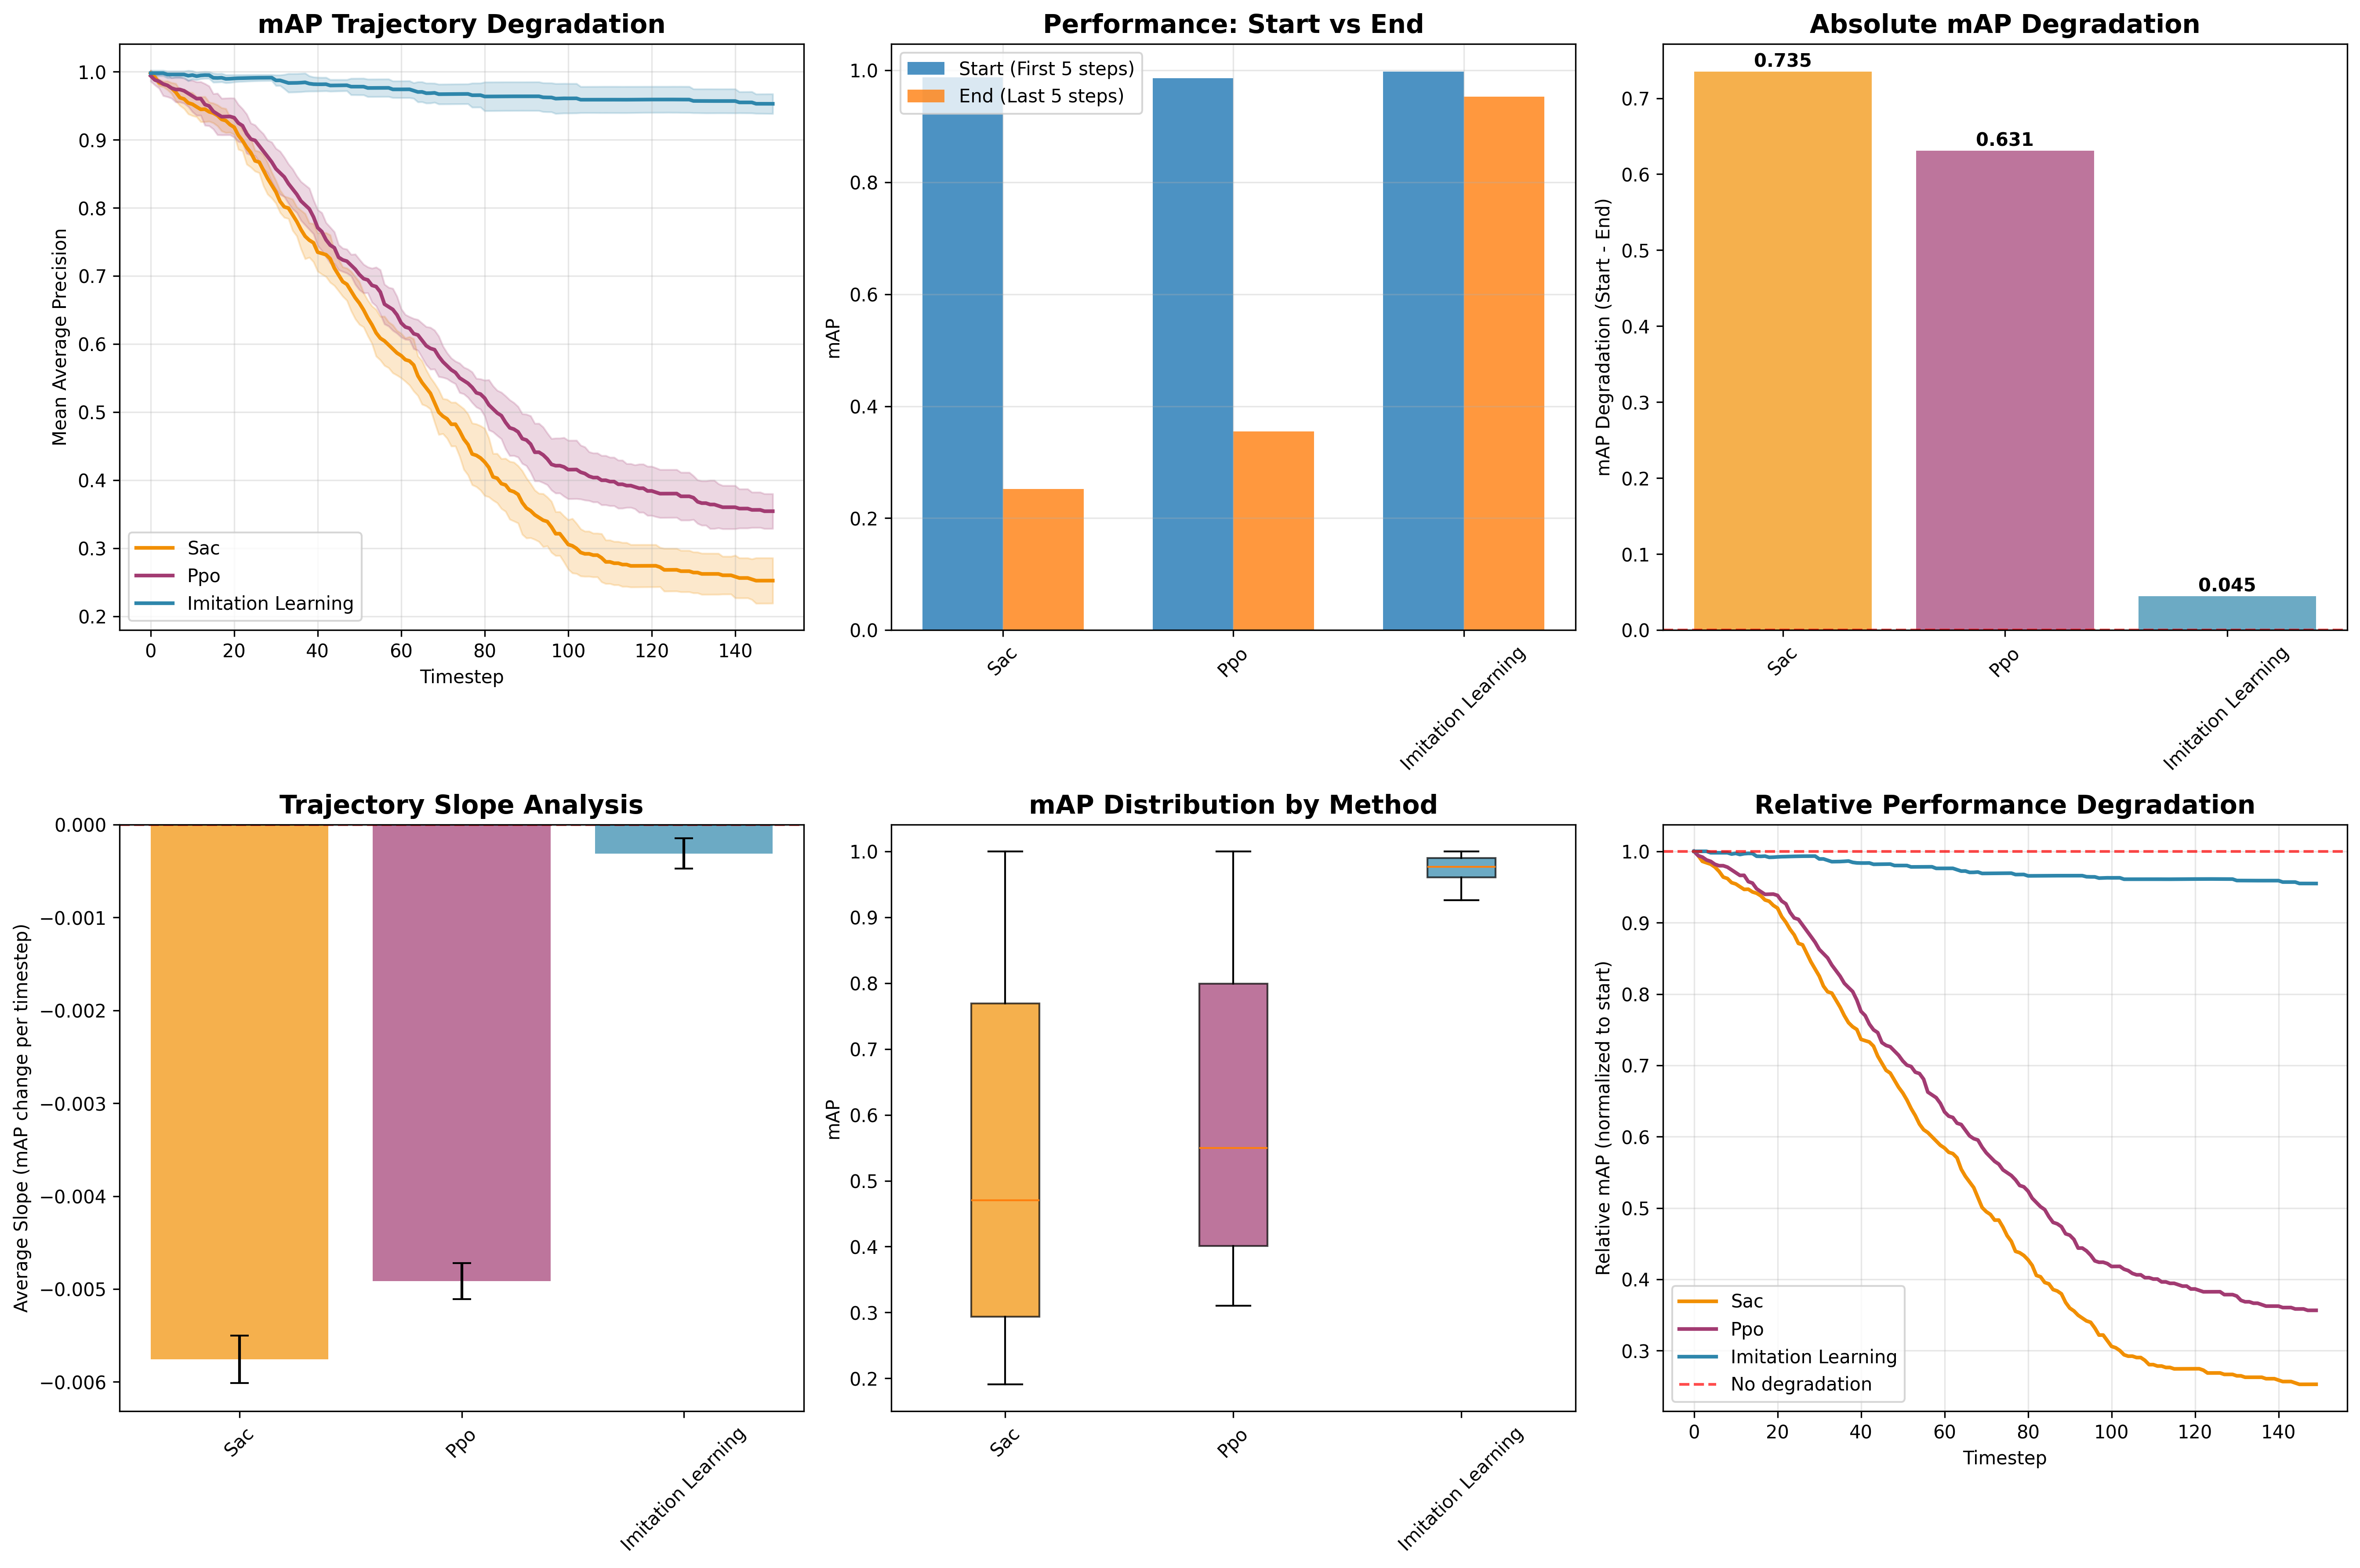 mAP Trajectory Degradation
Mean Average Precision
1.0
0.9
0.8
0.7
0.6
0.5
0.4
0.3
0.2
Sac
Ppo
Imitation Learning
0
20
40
60
80
100
120
140
Timestep
Performance: Start vs End
mAP
1.0
0.8
0.6
0.4
0.2
0.0
Start (First 5 steps)
End (Last 5 steps)
Sac
Ppo
Imitation Learning
Absolute mAP Degradation
mAP Degradation (Start - End)
0.7
0.6
0.5
0.4
0.3
0.2
0.1
0.0
0.735
0.631
0.045
Sac
Ppo
Imitation Learning
Trajectory Slope Analysis
Average Slope (mAP change per timestep)
0.000
−0.001
−0.002
−0.003
−0.004
−0.005
−0.006
Sac
Ppo
Imitation Learning
mAP Distribution by Method
mAP
1.0
0.9
0.8
0.7
0.6
0.5
0.4
0.3
0.2
Sac
Ppo
Imitation Learning
Relative Performance Degradation
Relative mAP (normalized to start)
1.0
0.9
0.8
0.7
0.6
0.5
0.4
0.3
Sac
Ppo
Imitation Learning
No degradation
0
20
40
60
80
100
120
140
Timestep